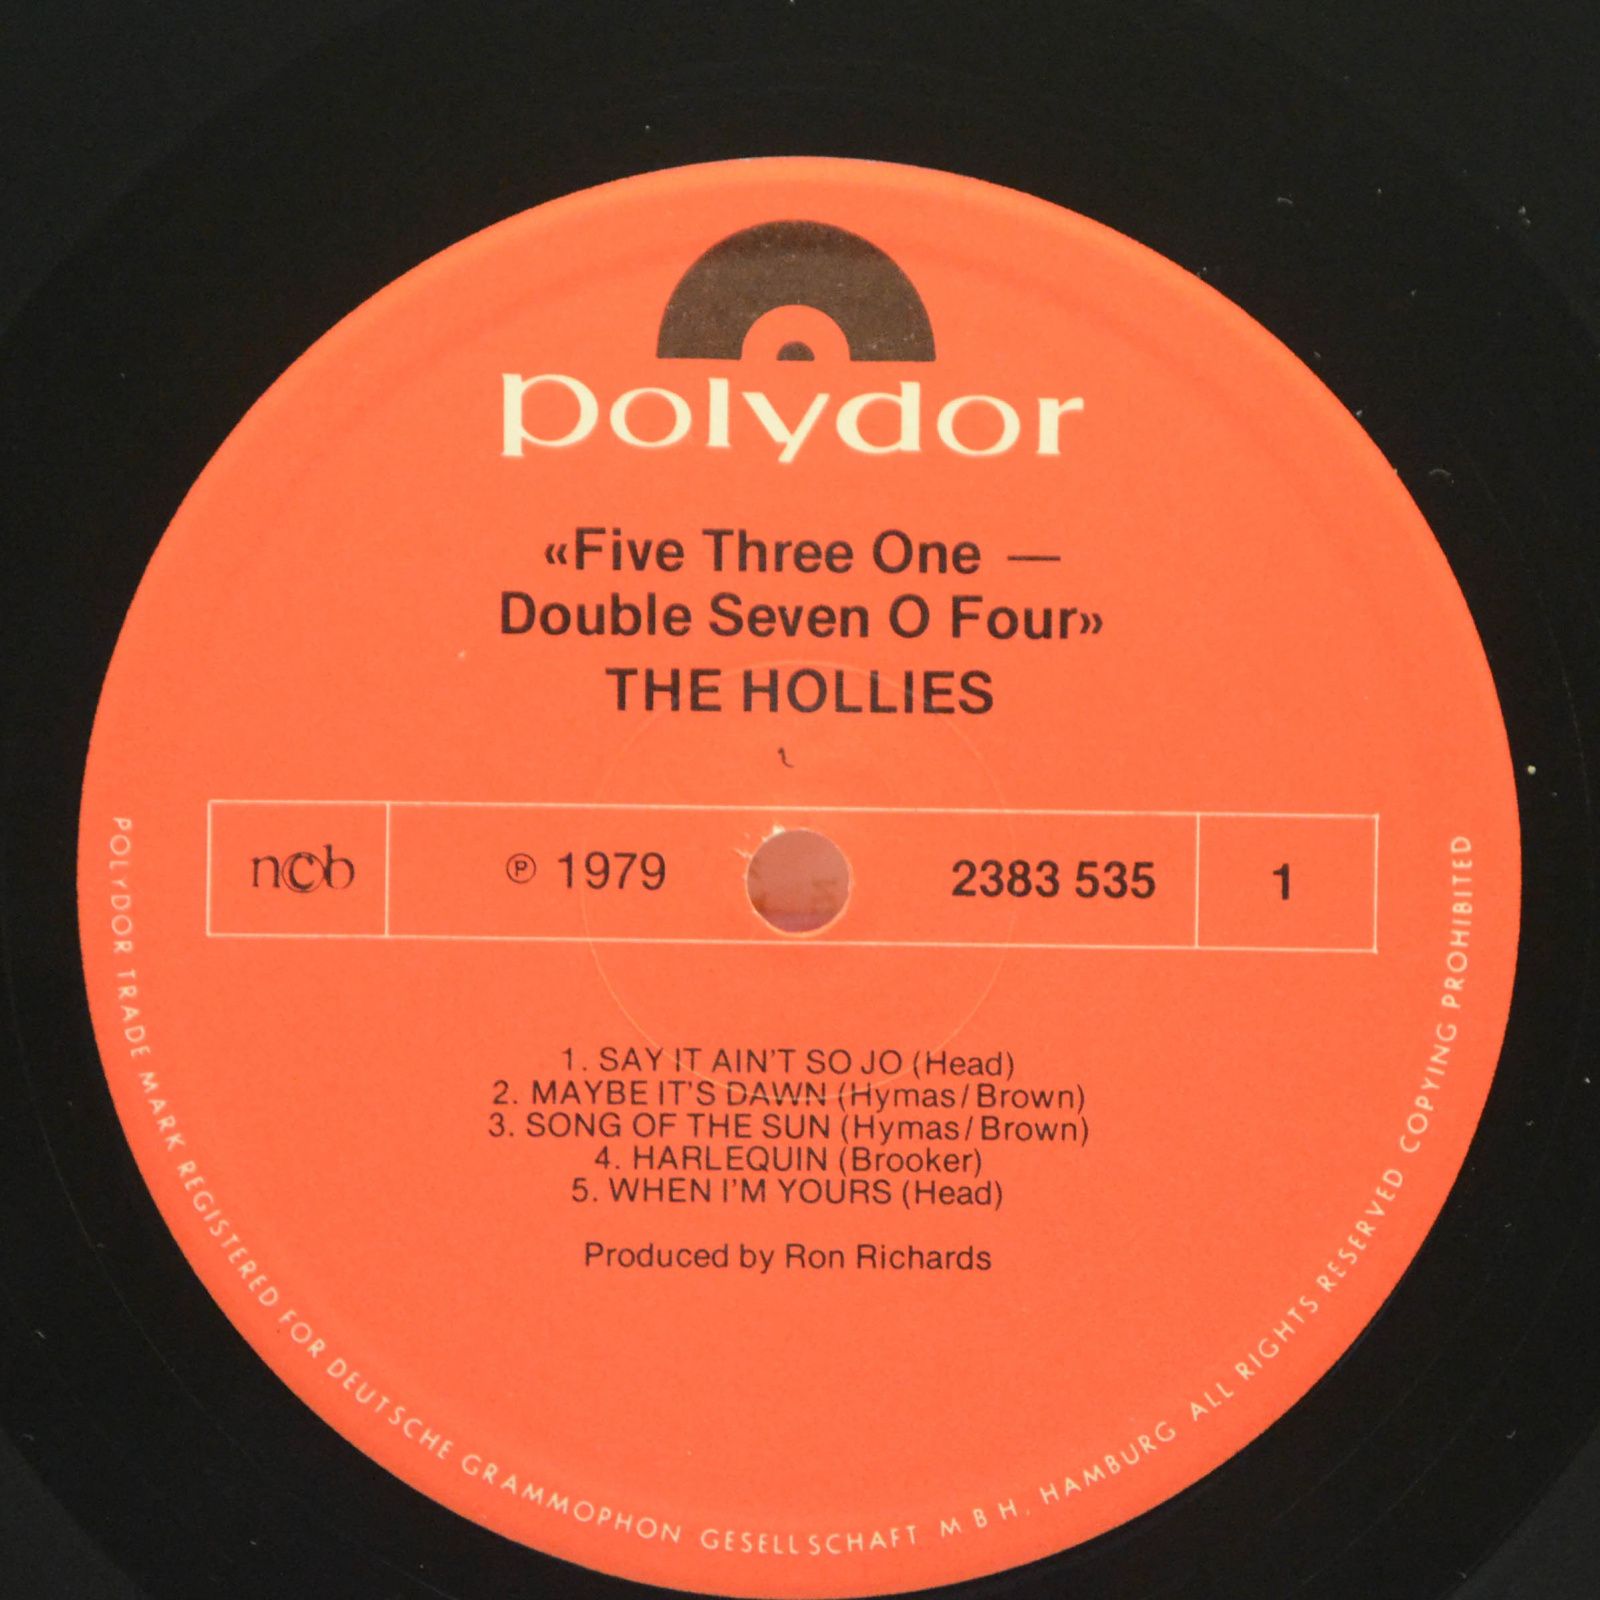 polydor
«Five Three One —
Double Seven O Four»
THE HOLLIES
ncb
℗ 1979
2383 535
1
1. SAY IT AIN'T SO JO (Head)
2. MAYBE IT'S DAWN (Hymas/Brown)
3. SONG OF THE SUN (Hymas/Brown)
4. HARLEQUIN (Brooker)
5. WHEN I'M YOURS (Head)
Produced by Ron Richards
POLYDOR TRADE MARK REGISTERED FOR DEUTSCHE GRAMMOPHON GESELLSCHAFT M B H, HAMBURG ALL RIGHTS RESERVED COPYING PROHIBITED